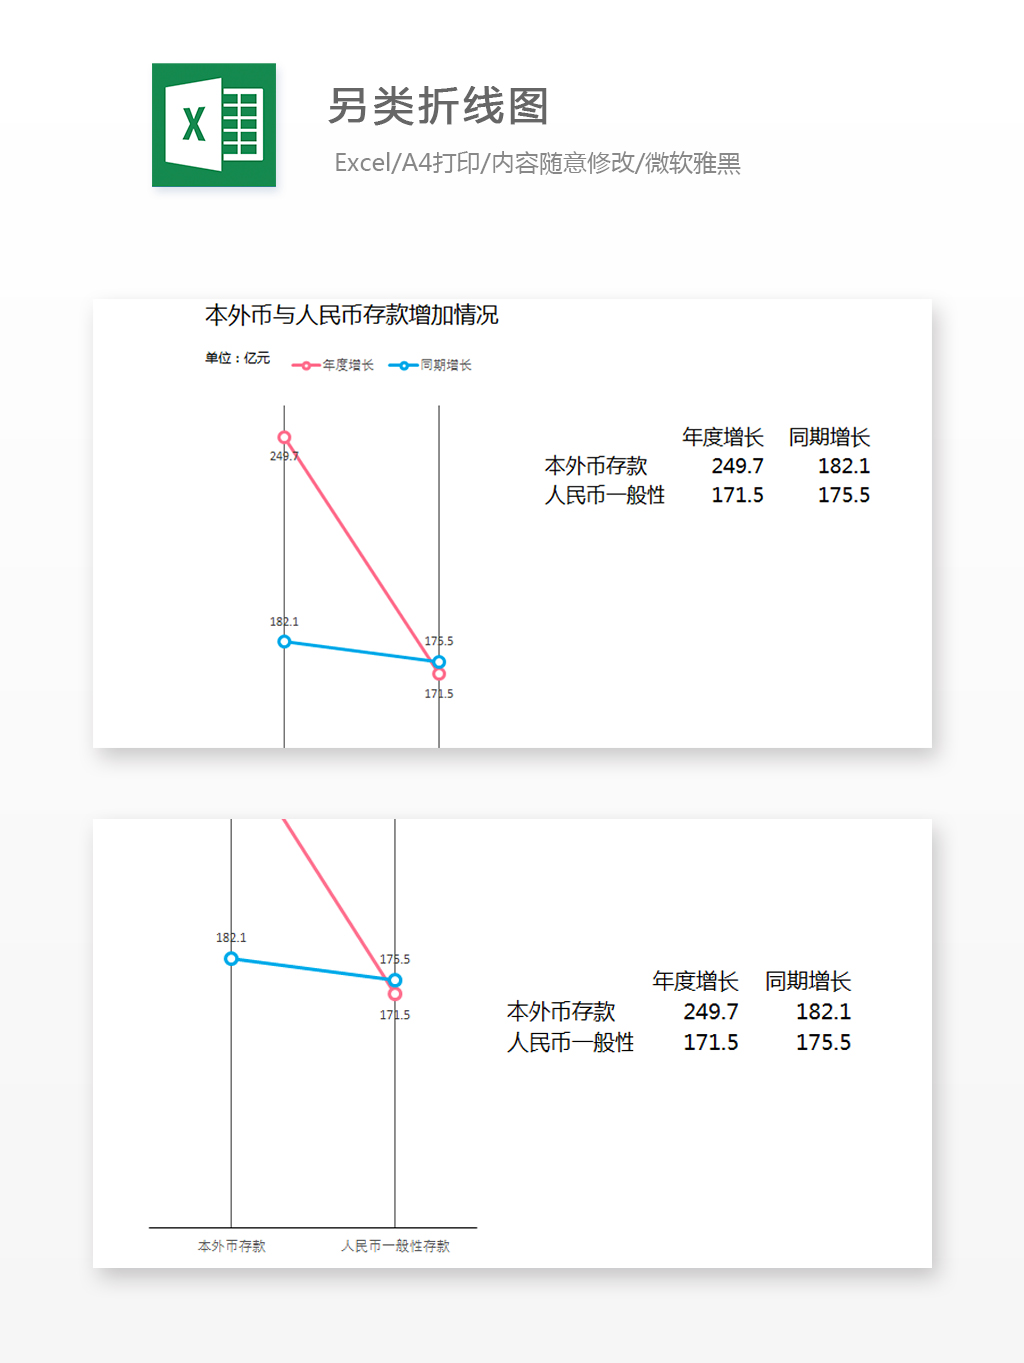 X
另类折线图
Excel/A4打印/内容随意修改/微软雅黑
本外币与人民币存款增加情况
单位：亿元 年度增长 同期增长
249.7
182.1
175.5
171.5
年度增长 同期增长
本外币存款 249.7 182.1
人民币一般性 171.5 175.5
182.1
175.5
171.5
本外币存款 人民币一般性存款
年度增长 同期增长
本外币存款 249.7 182.1
人民币一般性 171.5 175.5